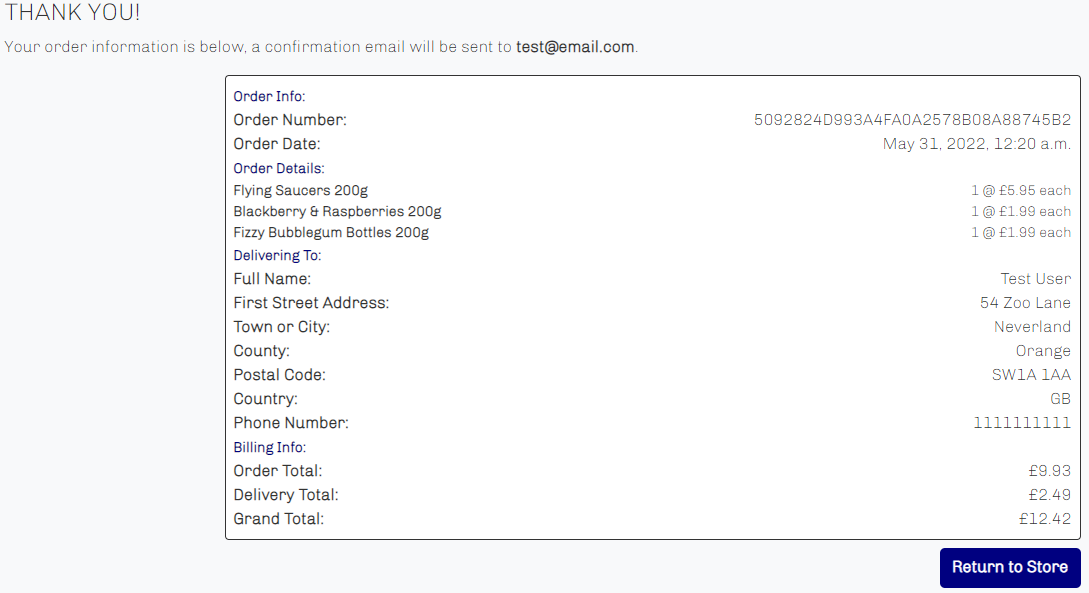 THANK YOU!
Your order information is below, a confirmation email will be sent to test@email.com.
Order Info:
Order Number: 5092824D993A4FA0A2578B08A88745B2
Order Date: May 31, 2022, 12:20 a.m.
Order Details:
Flying Saucers 200g 1 @ £5.95 each
Blackberry & Raspberries 200g 1 @ £1.99 each
Fizzy Bubblegum Bottles 200g 1 @ £1.99 each
Delivering To:
Full Name: Test User
First Street Address: 54 Zoo Lane
Town or City: Neverland
County: Orange
Postal Code: SW1A 1AA
Country: GB
Phone Number: 1111111111
Billing Info:
Order Total: £9.93
Delivery Total: £2.49
Grand Total: £12.42
Return to Store